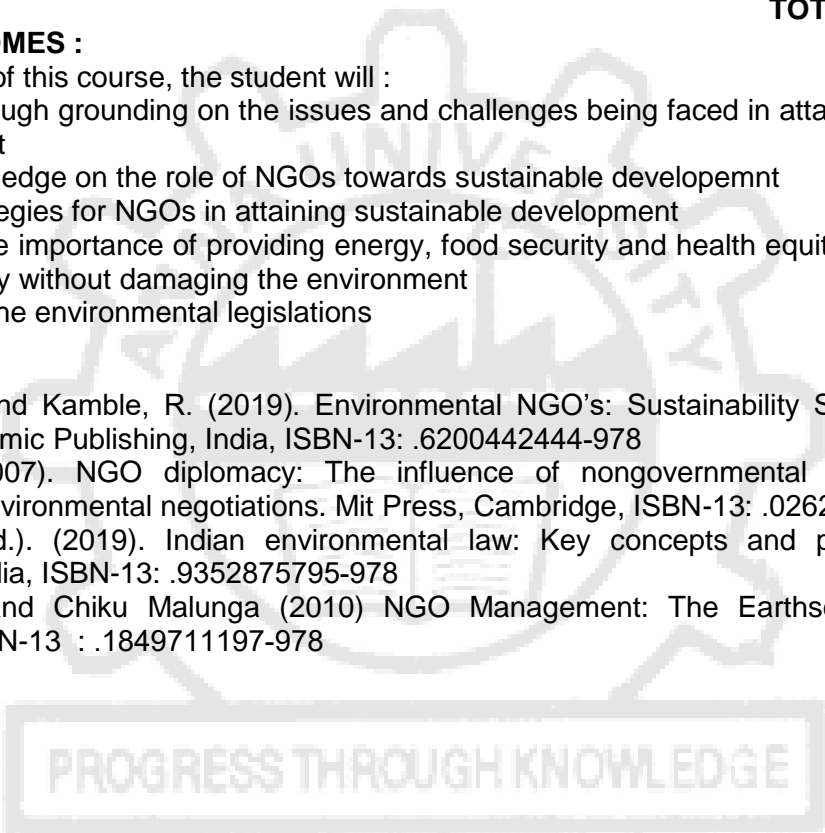 TOT
OMES :
of this course, the student will :
ugh grounding on the issues and challenges being faced in atta
t
ledge on the role of NGOs towards sustainable developemnt
egies for NGOs in attaining sustainable development
e importance of providing energy, food security and health equit
y without damaging the environment
he environmental legislations
nd Kamble, R. (2019). Environmental NGO's: Sustainability S
mic Publishing, India, ISBN-13: .6200442444-978
007). NGO diplomacy: The influence of nongovernmental
vironmental negotiations. Mit Press, Cambridge, ISBN-13: .0262
d.). (2019). Indian environmental law: Key concepts and p
dia, ISBN-13: .9352875795-978
nd Chiku Malunga (2010) NGO Management: The Earthsc
N-13 : .1849711197-978
ANNA UNIVERSITY
PROGRESS THROUGH KNOWLEDGE